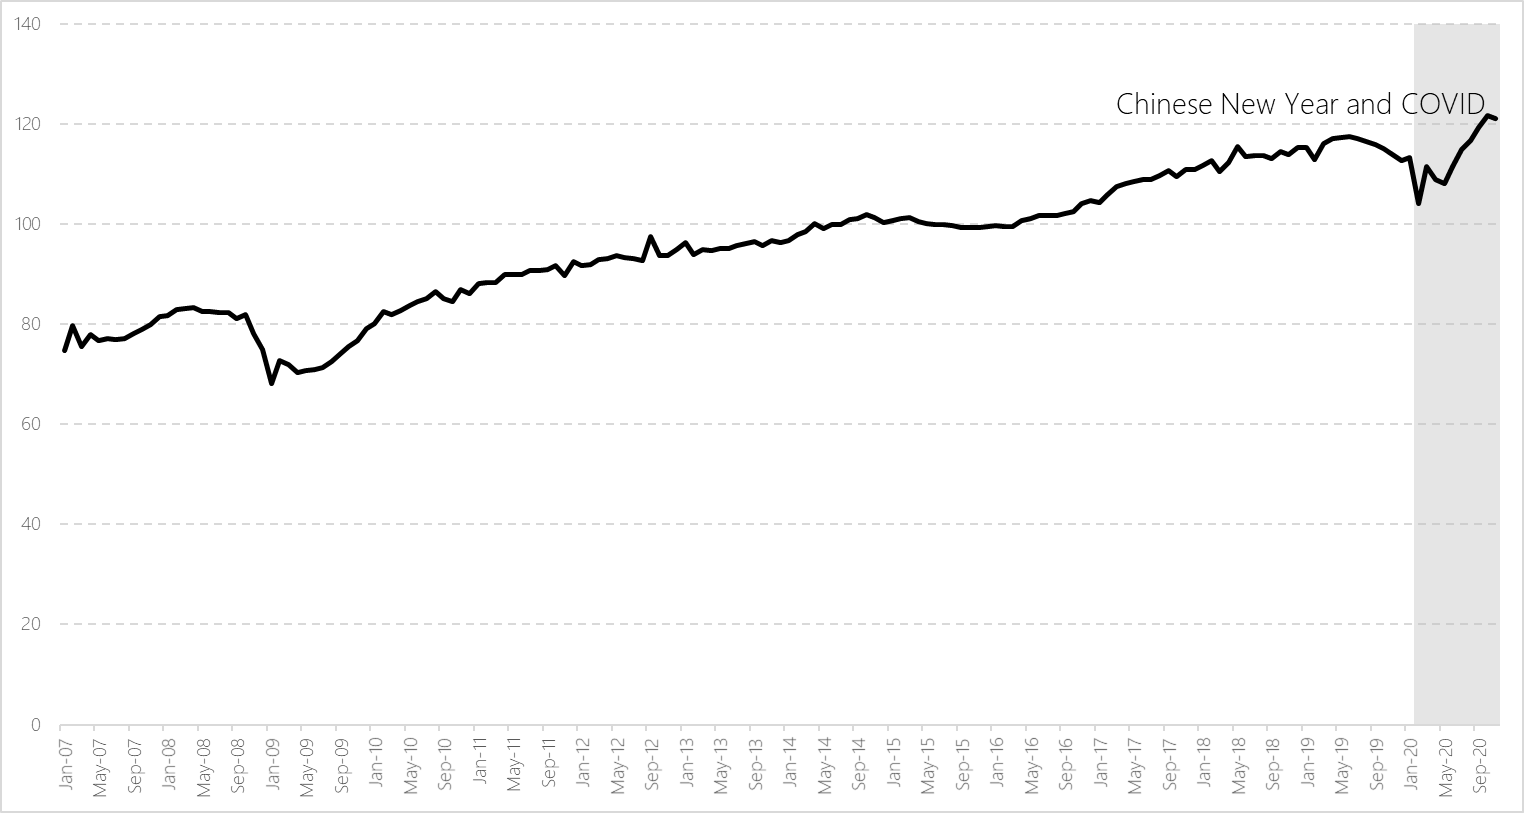 140
Chinese New Year and COVID
120
100
80
60
40
20
0
Jan-07
May-07
Sep-07
Jan-08
May-08
Sep-08
Jan-09
May-09
Sep-09
Jan-10
May-10
Sep-10
Jan-11
May-11
Sep-11
Jan-12
May-12
Sep-12
Jan-13
May-13
Sep-13
Jan-14
May-14
Sep-14
Jan-15
May-15
Sep-15
Jan-16
May-16
Sep-16
Jan-17
May-17
Sep-17
Jan-18
May-18
Sep-18
Jan-19
May-19
Sep-19
Jan-20
May-20
Sep-20